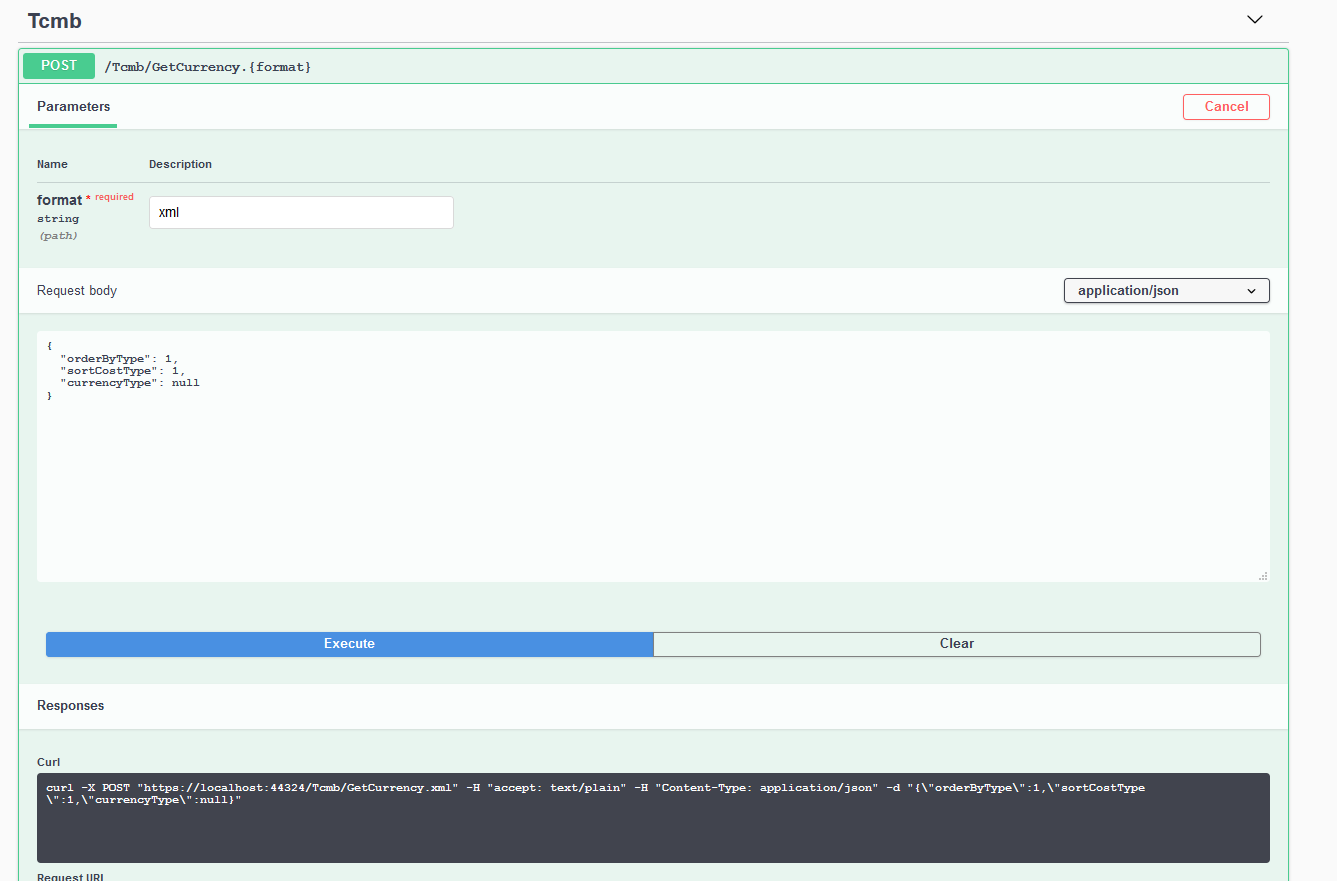 Tcmb
POST /Tcmb/GetCurrency.{format}
Parameters
Cancel
Name Description
format * required
string
(path)
xml
Request body
application/json
{
  "orderByType": 1,
  "sortCostType": 1,
  "currencyType": null
}
Execute Clear
Responses
Curl
curl -X POST "https://localhost:44324/Tcmb/GetCurrency.xml" -H "accept: text/plain" -H "Content-Type: application/json" -d "{\"orderByType\":1,\"sortCostType
\":1,\"currencyType\":null}"
Request URL